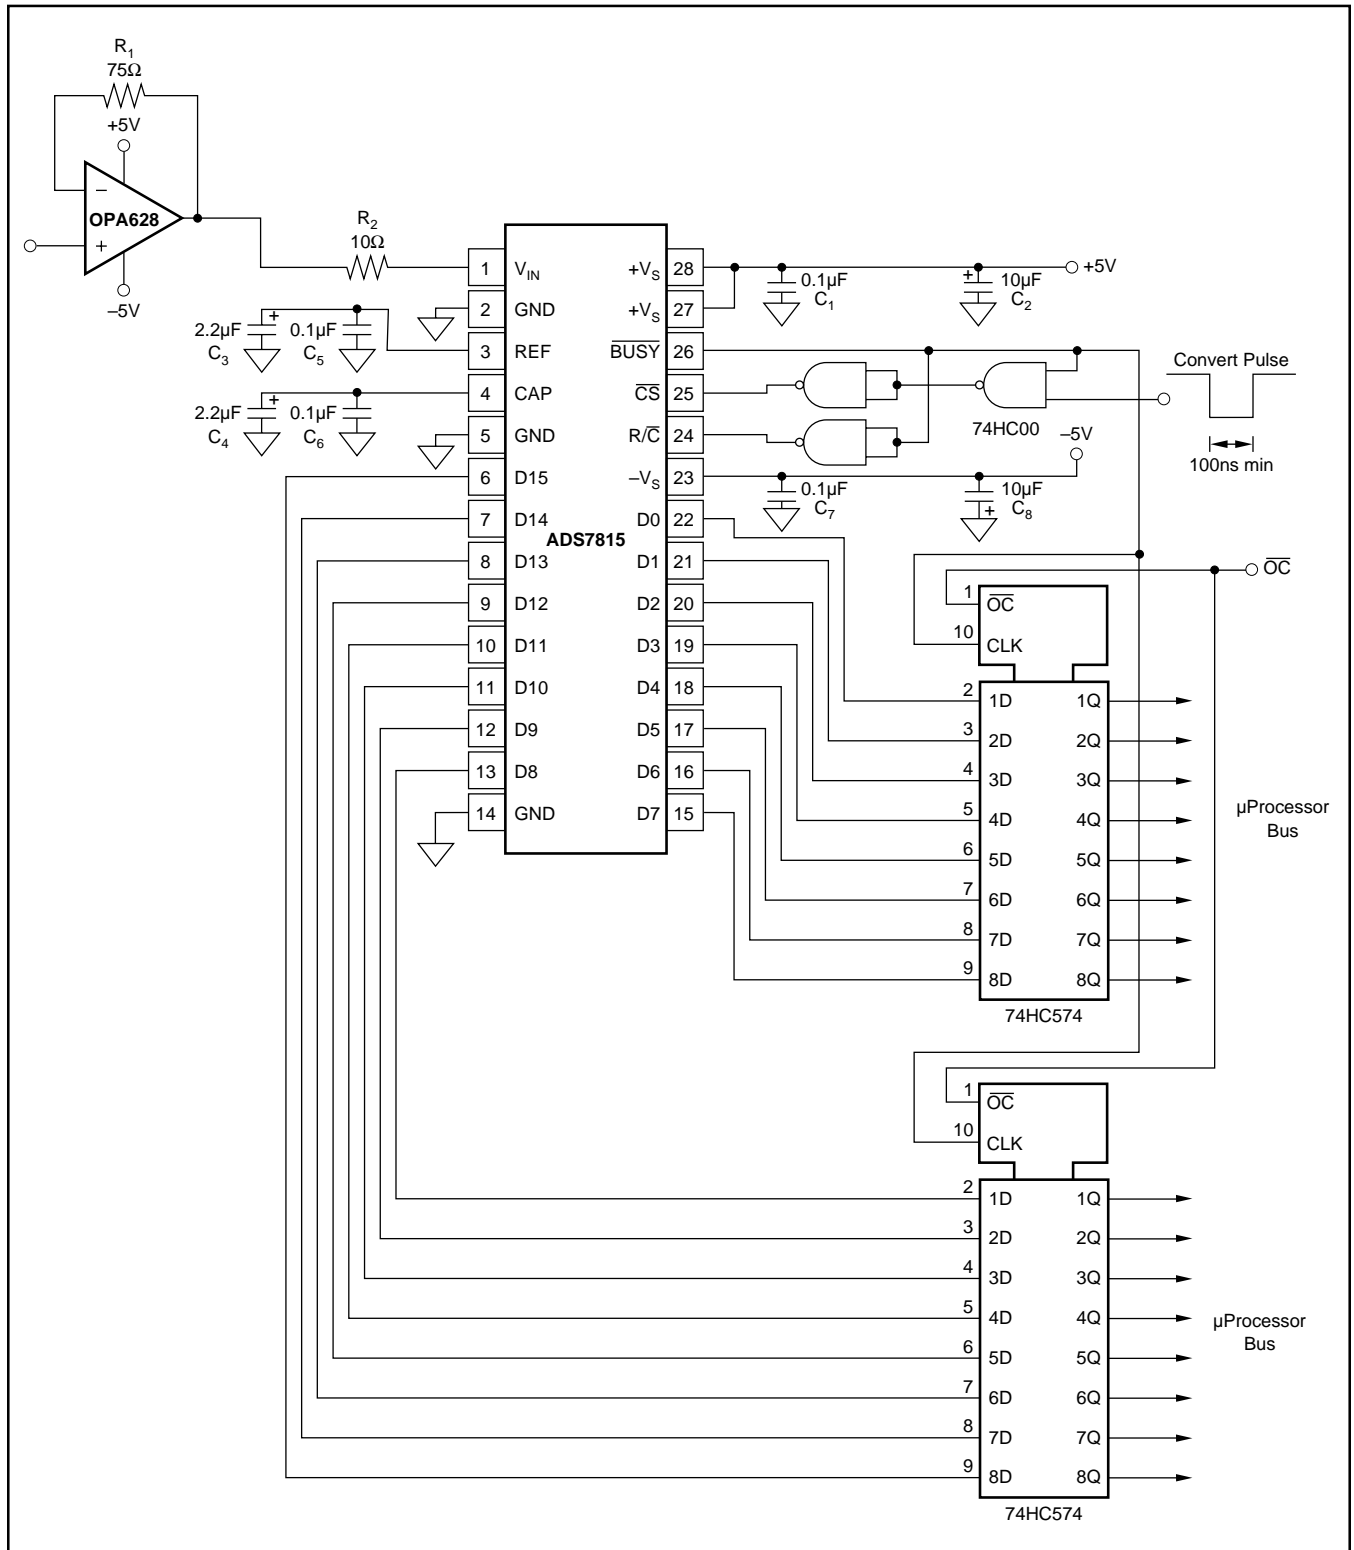 R1
75Ω
+5V
−
OPA628
+
–5V
R2
10Ω
2.2µF
C3
+
0.1µF
C5
2.2µF
C4
+
0.1µF
C6
1 VIN
2 GND
3 REF
4 CAP
5 GND
6 D15
7 D14
8 D13
9 D12
10 D11
11 D10
12 D9
13 D8
14 GND
ADS7815
+VS 28
+VS 27
B̅U̅S̅Y̅ 26
C̅S̅ 25
R/C̅ 24
–VS 23
D0 22
D1 21
D2 20
D3 19
D4 18
D5 17
D6 16
D7 15
0.1µF
C1
+
10µF
C2
+5V
74HC00
Convert Pulse
100ns min
–5V
0.1µF
C7
10µF
+
C8
O̅C̅
1 O̅C̅
10 CLK
2 1D 1Q
3 2D 2Q
4 3D 3Q
5 4D 4Q
6 5D 5Q
7 6D 6Q
8 7D 7Q
9 8D 8Q
74HC574
µProcessor
Bus
1 O̅C̅
10 CLK
2 1D 1Q
3 2D 2Q
4 3D 3Q
5 4D 4Q
6 5D 5Q
7 6D 6Q
8 7D 7Q
9 8D 8Q
74HC574
µProcessor
Bus